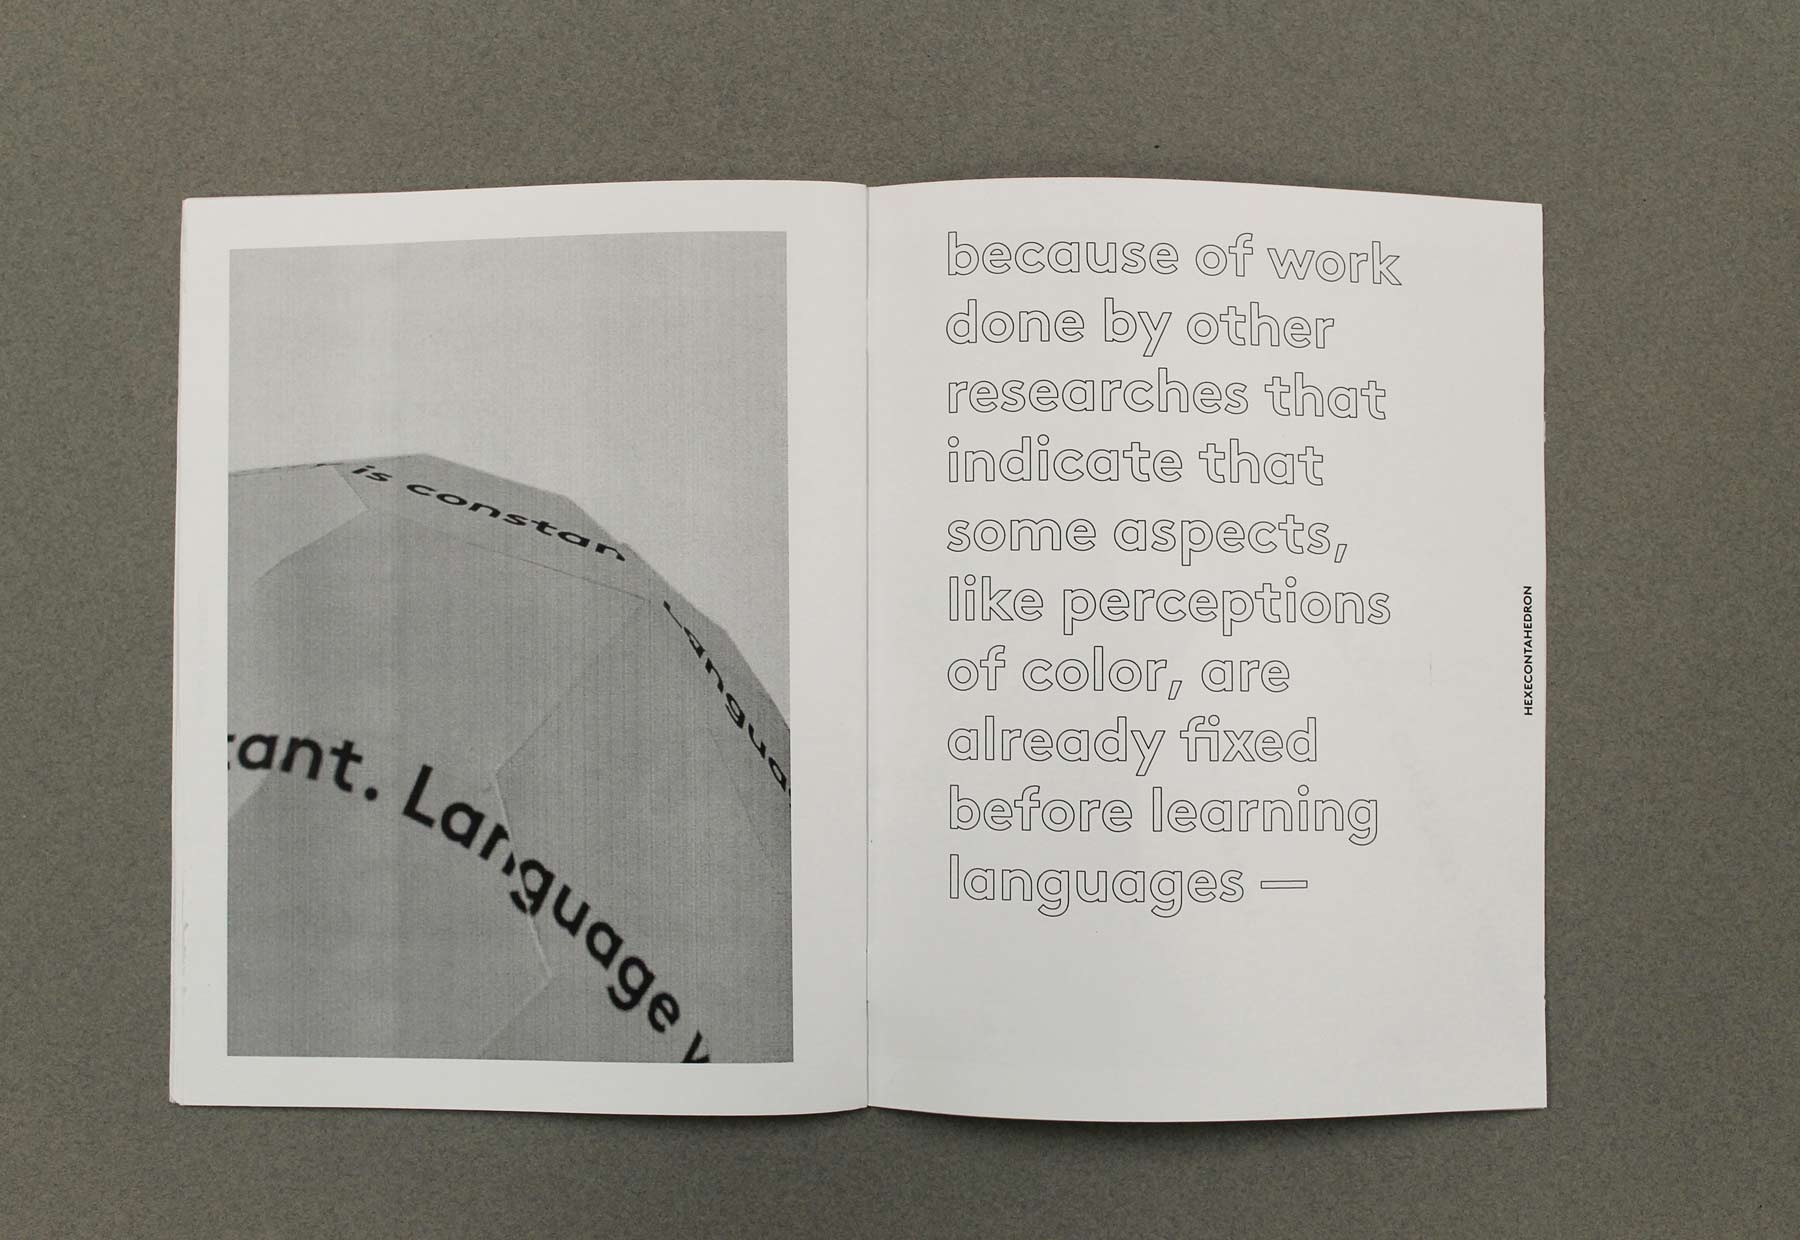 is constan
Langua
tant. Language
because of work
done by other
researches that
indicate that
some aspects,
like perceptions
of color, are
already fixed
before learning
languages —
HEXECONTAHEDRON